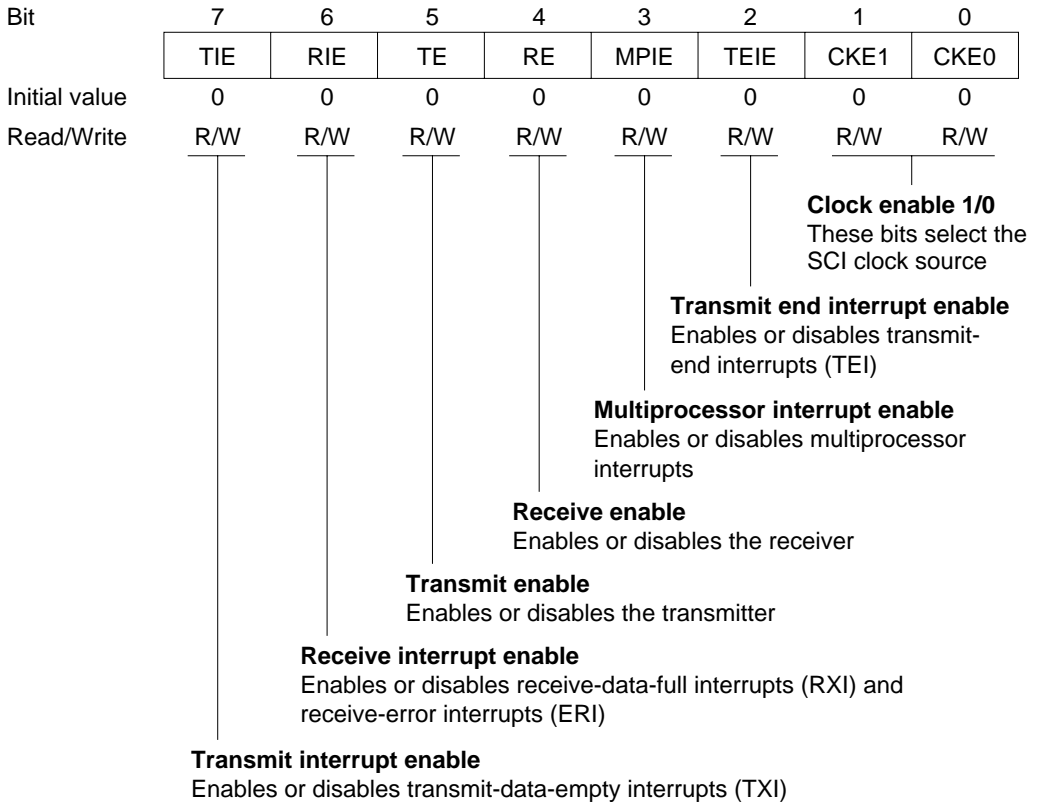 Bit 7 6 5 4 3 2 1 0
TIE RIE TE RE MPIE TEIE CKE1 CKE0
Initial value 0 0 0 0 0 0 0 0
Read/Write R/W R/W R/W R/W R/W R/W R/W R/W
Clock enable 1/0
These bits select the
SCI clock source
Transmit end interrupt enable
Enables or disables transmit-
end interrupts (TEI)
Multiprocessor interrupt enable
Enables or disables multiprocessor
interrupts
Receive enable
Enables or disables the receiver
Transmit enable
Enables or disables the transmitter
Receive interrupt enable
Enables or disables receive-data-full interrupts (RXI) and
receive-error interrupts (ERI)
Transmit interrupt enable
Enables or disables transmit-data-empty interrupts (TXI)